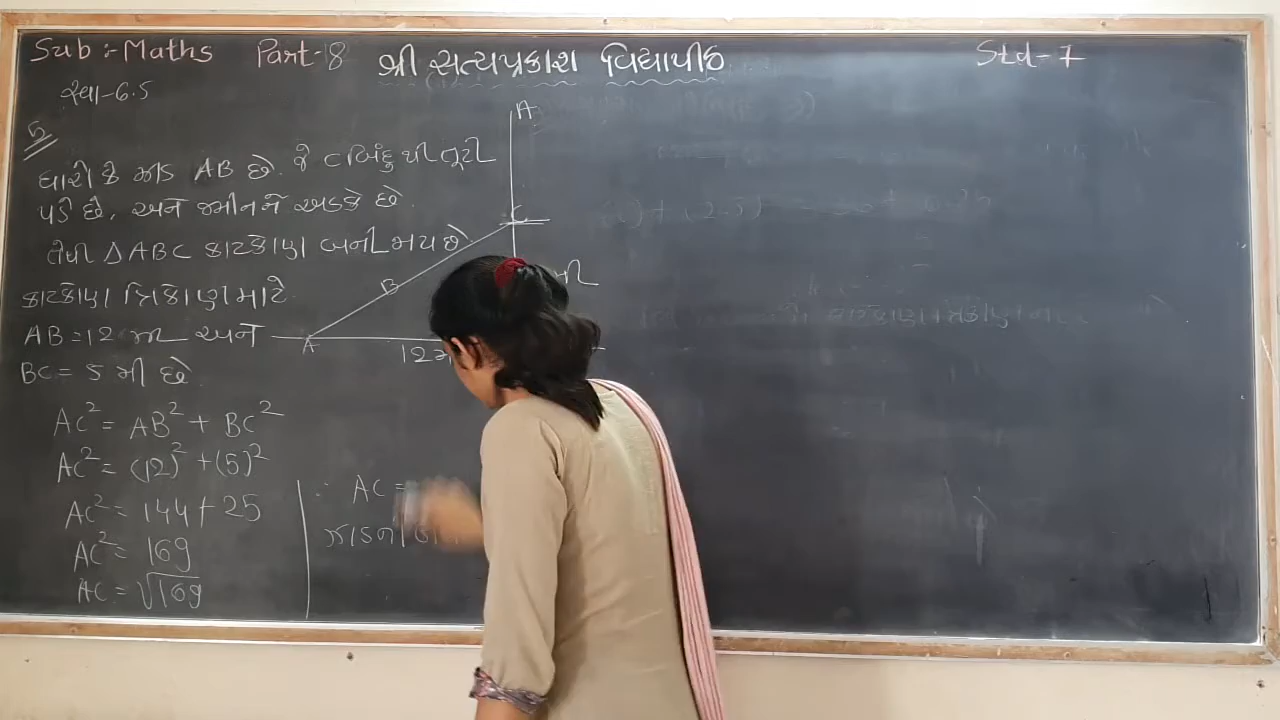 Sub :- Maths Part-8 શ્રી સત્યપ્રકાશ વિદ્યાપીઠ Std-7
સ્વા-6.5
5
ધારો કે ઝાડ AB છે. જે C બિંદુ થી તૂટી
પડે છે, અને જમીનને અડકે છે.
તેથી △ABC કાટકોણ બની જાય છે.
કાટકોણ ત્રિકોણ માટે
AB = 12 મી અને
BC = 5 મી છે.
AC² = AB² + BC²
AC² = (12)² + (5)²
AC² = 144 + 25
AC² = 169
AC = √169
∴ AC =
ઝાડની
A
C
B
મી
A
12 મ